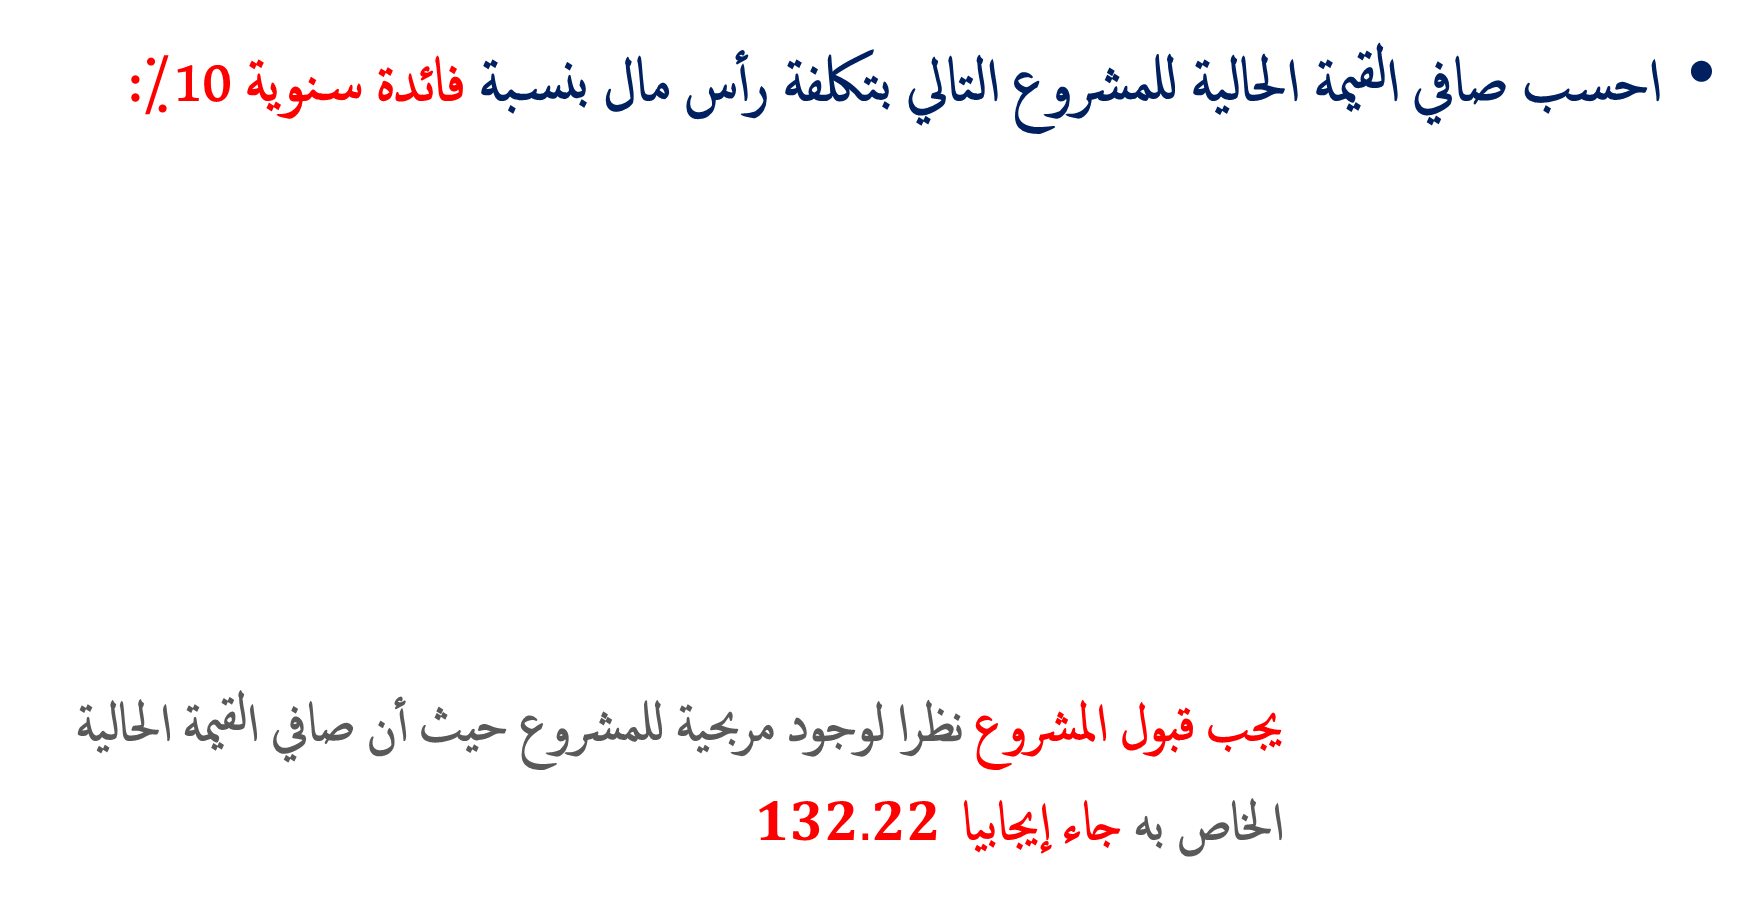 • احسب صافي القيمة الحالية للمشروع التالي بتكلفة رأس مال بنسبة فائدة سنوية 10٪:
يجب قبول المشروع نظرا لوجود مربحية للمشروع حيث أن صافي القيمة الحالية
الخاص به جاء إيجابيا 132.22